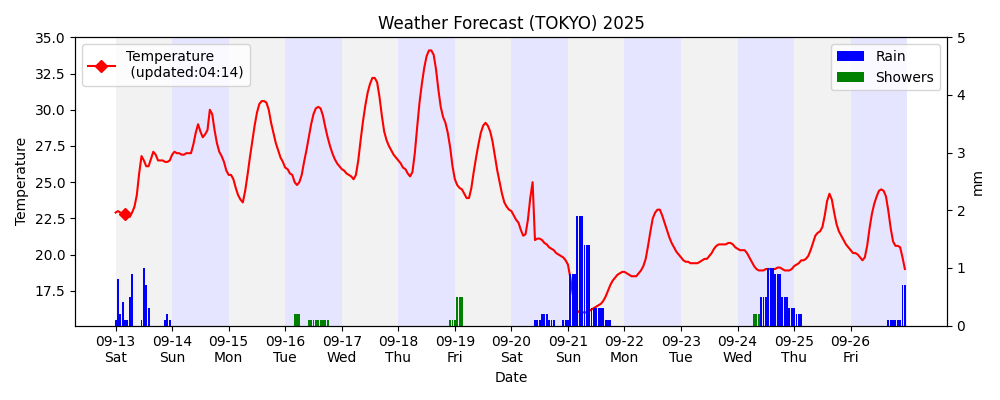 Weather Forecast (TOKYO) 2025
Temperature
(updated:04:14)
Rain
Showers
35.0
32.5
30.0
27.5
25.0
22.5
20.0
17.5
Temperature
5
4
3
2
1
0
mm
09-13 09-14 09-15 09-16 09-17 09-18 09-19 09-20 09-21 09-22 09-23 09-24 09-25 09-26
Sat Sun Mon Tue Wed Thu Fri Sat Sun Mon Tue Wed Thu Fri
Date